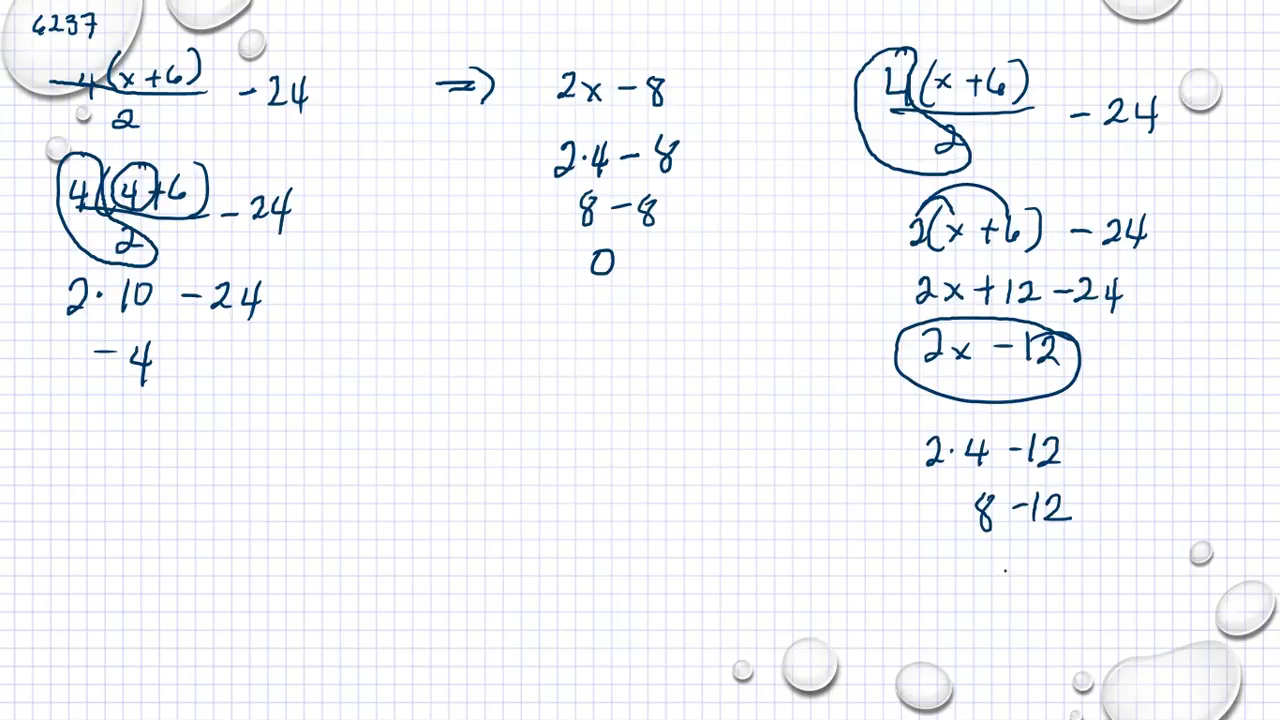 6237
4(x+6)/2 - 24
4(4+6)/2 - 24
2·10 - 24
-4
=> 2x - 8
2·4 - 8
8 - 8
0
4(x+6)/2 - 24
2(x+6) - 24
2x + 12 - 24
2x - 12
2·4 - 12
8 - 12